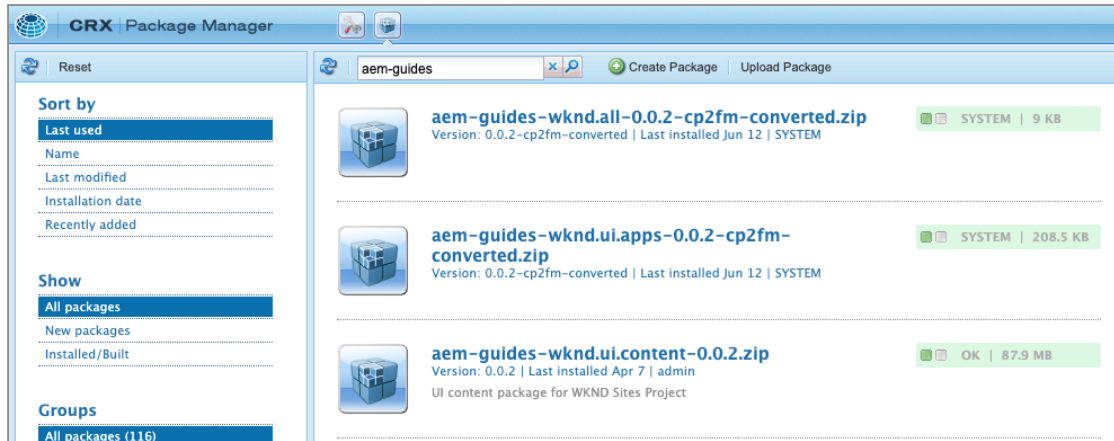 CRX Package Manager
Reset
aem-guides
Create Package
Upload Package
Sort by
Last used
Name
Last modified
Installation date
Recently added
Show
All packages
New packages
Installed/Built
Groups
All packages (116)
aem-guides-wknd.all-0.0.2-cp2fm-converted.zip
Version: 0.0.2-cp2fm-converted | Last installed Jun 12 | SYSTEM
SYSTEM | 9 KB
aem-guides-wknd.ui.apps-0.0.2-cp2fm-
converted.zip
Version: 0.0.2-cp2fm-converted | Last installed Jun 12 | SYSTEM
SYSTEM | 208.5 KB
aem-guides-wknd.ui.content-0.0.2.zip
Version: 0.0.2 | Last installed Apr 7 | admin
UI content package for WKND Sites Project
OK | 87.9 MB